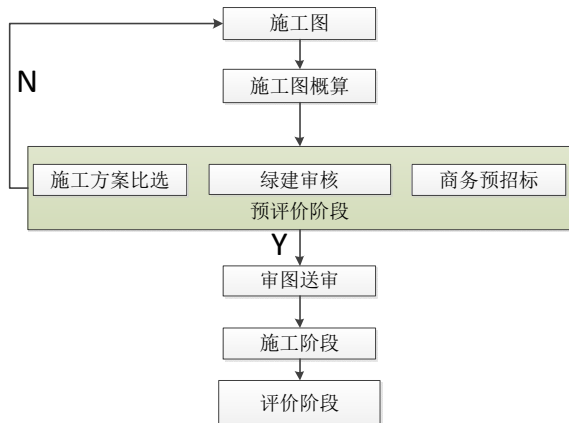 施工图
N
施工图概算
施工方案比选
绿建审核
商务预招标
预评价阶段
Y
审图送审
施工阶段
评价阶段